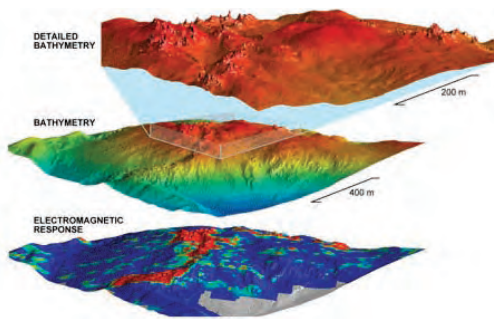 DETAILED
BATHYMETRY
200 m
BATHYMETRY
400 m
ELECTROMAGNETIC
RESPONSE